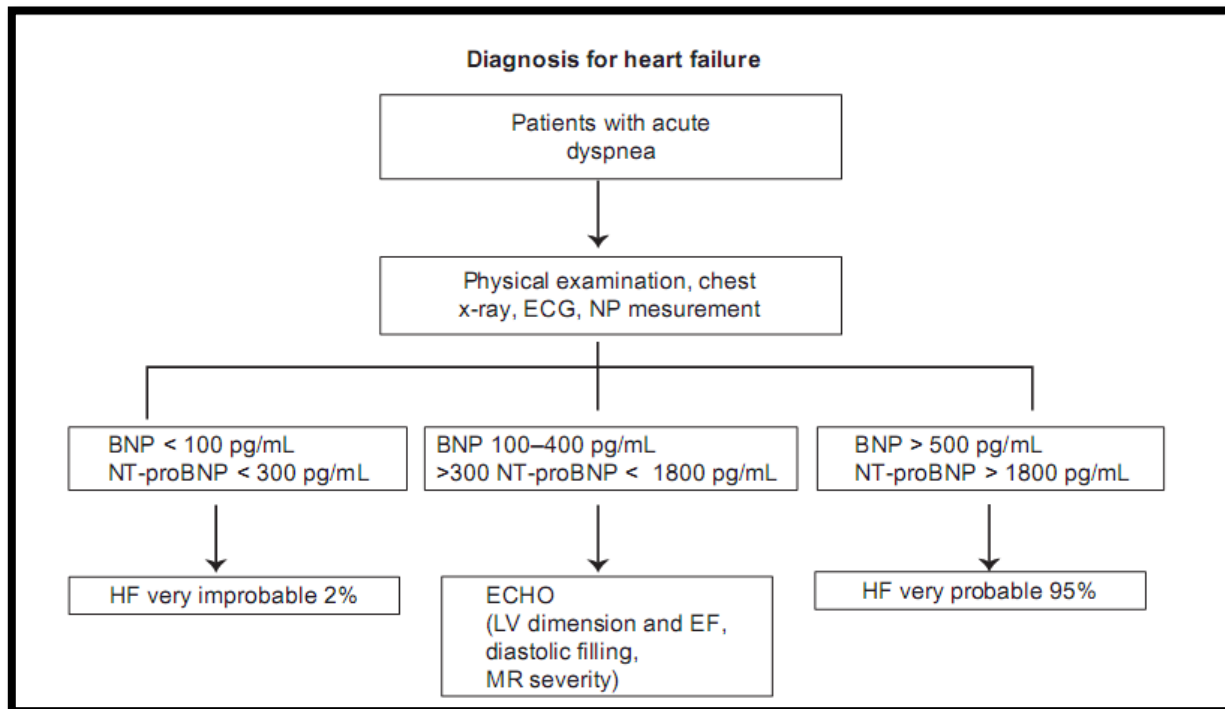 Diagnosis for heart failure
Patients with acute
dyspnea
Physical examination, chest
x-ray, ECG, NP mesurement
BNP < 100 pg/mL
NT-proBNP < 300 pg/mL
BNP 100–400 pg/mL
>300 NT-proBNP < 1800 pg/mL
BNP > 500 pg/mL
NT-proBNP > 1800 pg/mL
HF very improbable 2%
ECHO
(LV dimension and EF,
diastolic filling,
MR severity)
HF very probable 95%